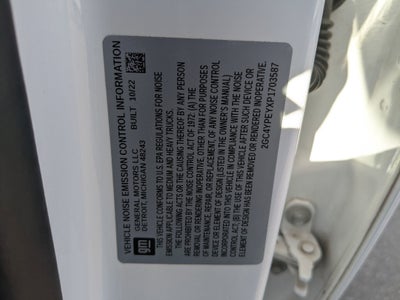 VEHICLE NOISE EMISSION CONTROL INFORMATION
GENERAL MOTORS LLC
DETROIT, MICHIGAN 48243
BUILT 10/22
gm
THIS VEHICLE CONFORMS TO U.S. EPA REGULATIONS FOR NOISE
EMISSION APPLICABLE TO MEDIUM AND HEAVY TRUCKS
THE FOLLOWING ACTS OR THE CAUSING THEREOF BY ANY PERSON
ARE PROHIBITED BY THE NOISE CONTROL ACT OF 1972: (A) THE
REMOVAL OR RENDERING INOPERATIVE, OTHER THAN FOR PURPOSES
OF MAINTENANCE, REPAIR, OR REPLACEMENT, OF ANY NOISE CONTROL
DEVICE OR ELEMENT OF DESIGN (LISTED IN THE OWNER'S MANUAL)
INCORPORATED INTO THIS VEHICLE IN COMPLIANCE WITH THE NOISE
CONTROL ACT, (B) THE USE OF THIS VEHICLE AFTER SUCH DEVICE OR
ELEMENT OF DESIGN HAS BEEN REMOVED OR RENDERED INOPERATIVE.
2GC4YPEYXP1703587